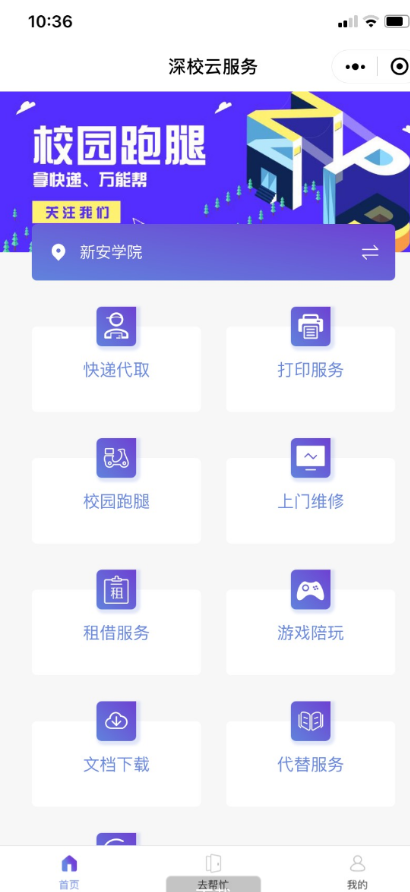 10:36
深校云服务
校园跑腿
拿快递、万能帮
关注我们
新安学院
快递代取
打印服务
校园跑腿
上门维修
租
租借服务
游戏陪玩
文档下载
代替服务
首页
去帮忙
我的